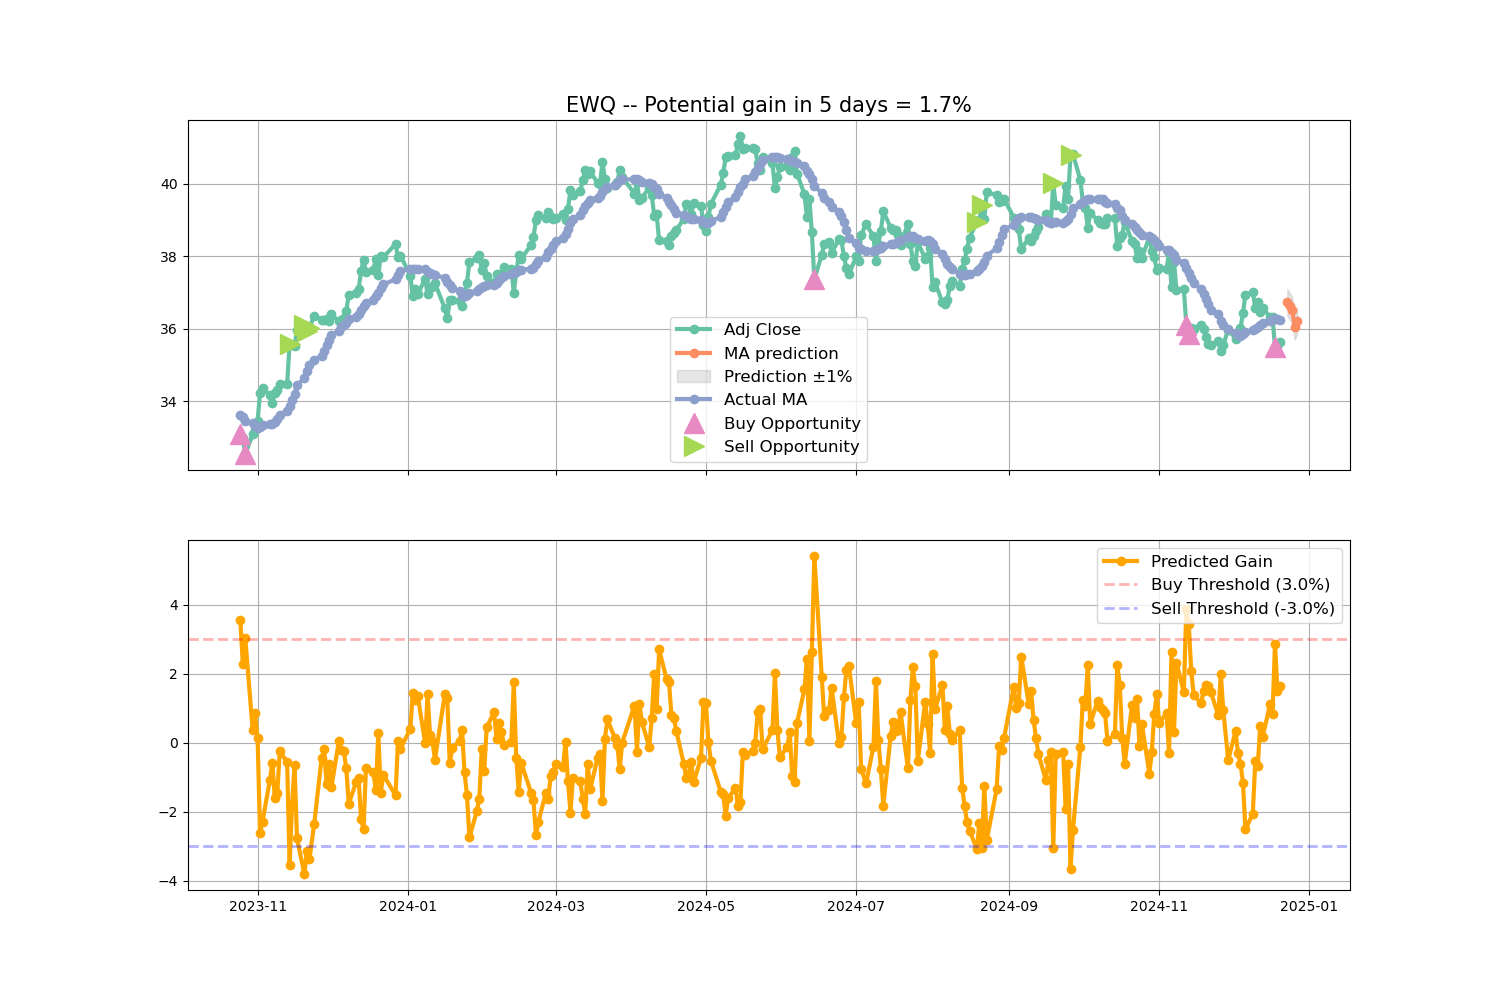 EWQ -- Potential gain in 5 days = 1.7%
40
38
36
34
Adj Close
MA prediction
Prediction ±1%
Actual MA
Buy Opportunity
Sell Opportunity
Predicted Gain
Buy Threshold (3.0%)
Sell Threshold (-3.0%)
4
2
0
−2
−4
2023-11
2024-01
2024-03
2024-05
2024-07
2024-09
2024-11
2025-01